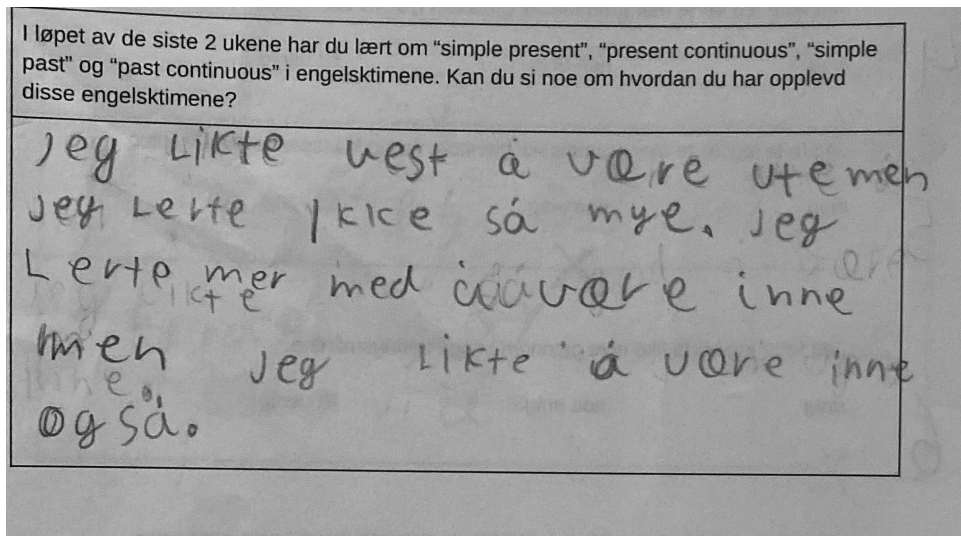 I løpet av de siste 2 ukene har du lært om “simple present”, “present continuous”, “simple
past” og “past continuous” i engelsktimene. Kan du si noe om hvordan du har opplevd
disse engelsktimene?
Jeg Likte vest å være ute men
Jeg Lerte ykke så mye. Jeg
Lerte mer med å være inne
men Jeg Likte å være inne
også.